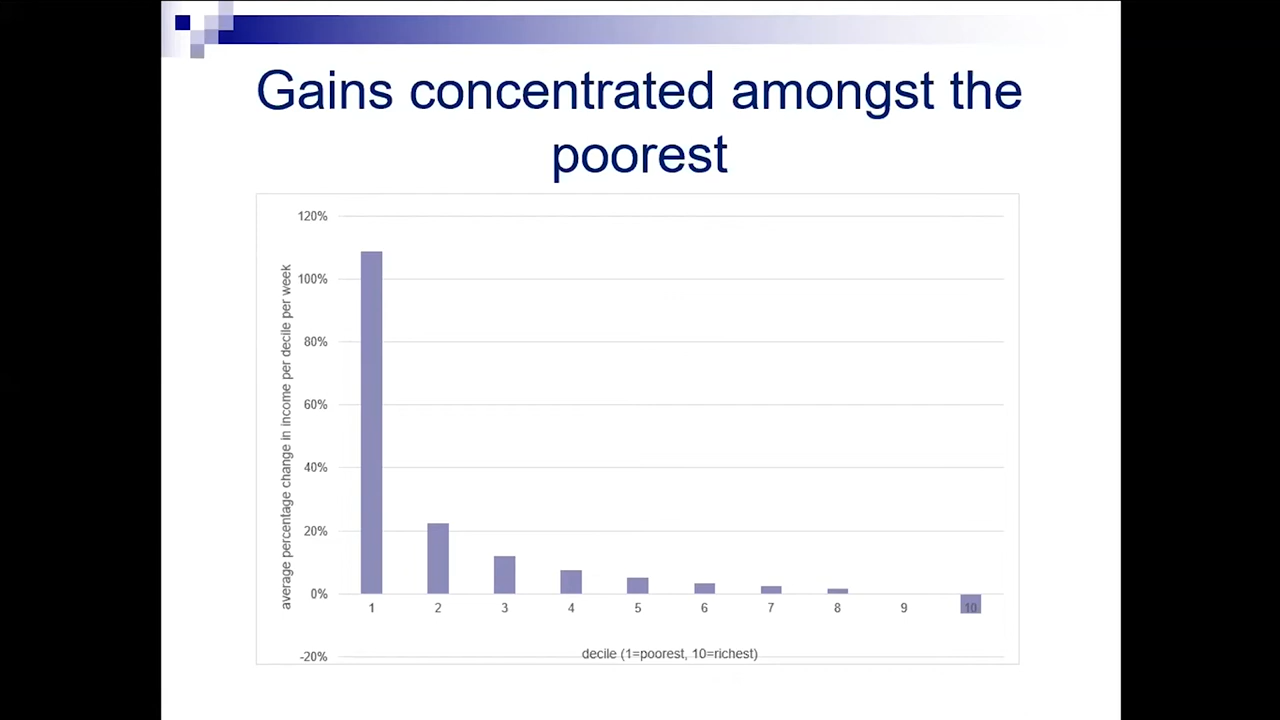 Gains concentrated amongst the
poorest
120%
100%
80%
60%
40%
20%
0%
-20%
average percentage change in income per decile per week
1 2 3 4 5 6 7 8 9 10
decile (1=poorest, 10=richest)